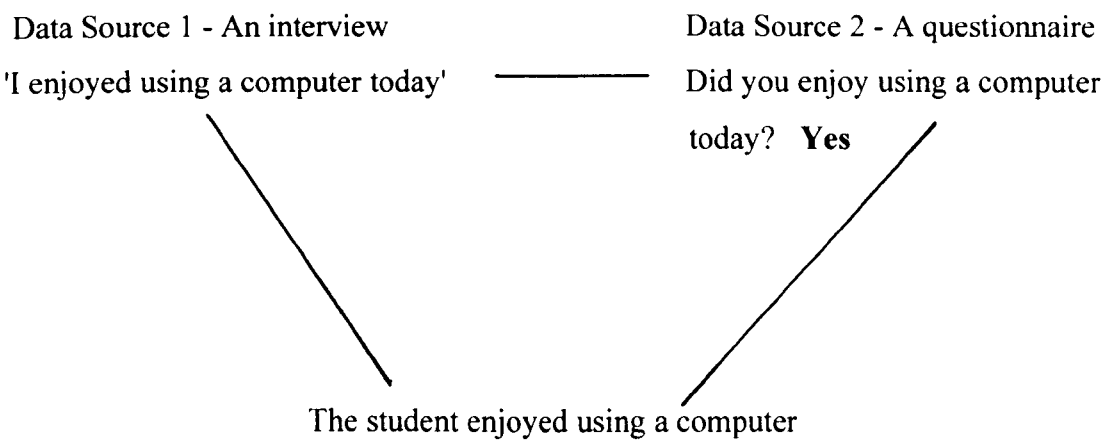 Data Source 1 - An interview
'I enjoyed using a computer today'
Data Source 2 - A questionnaire
Did you enjoy using a computer
today? Yes
The student enjoyed using a computer